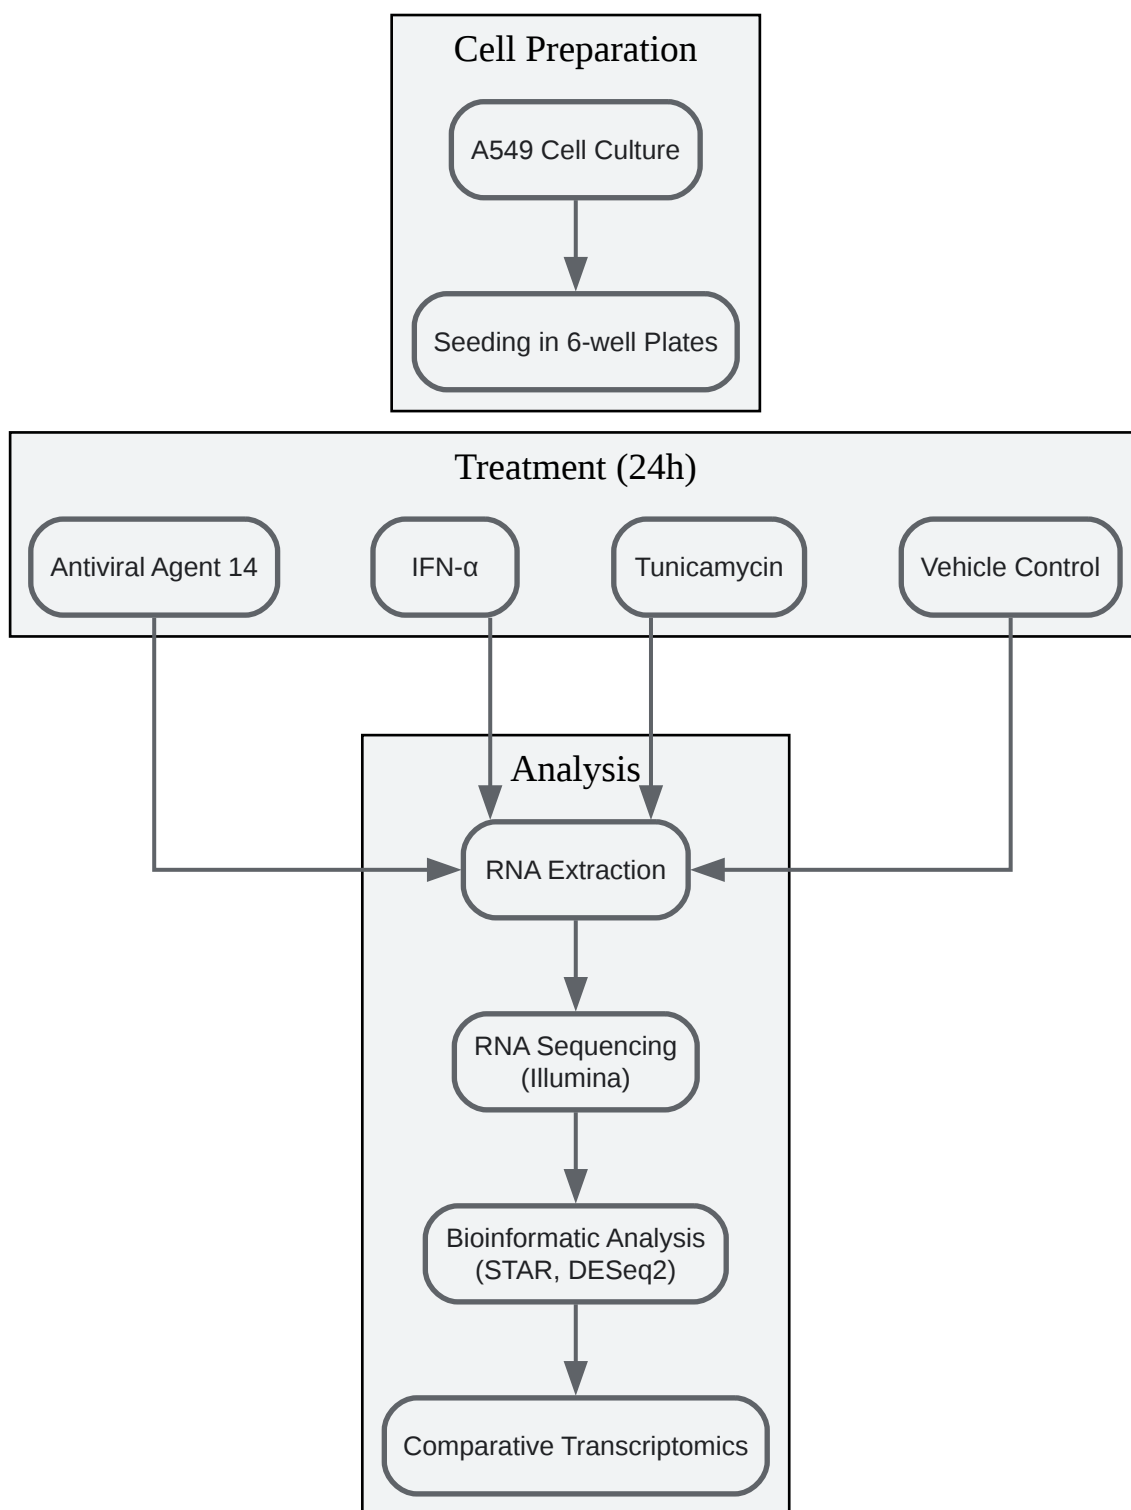 Cell Preparation
A549 Cell Culture
Seeding in 6-well Plates
Treatment (24h)
Antiviral Agent 14
IFN-α
Tunicamycin
Vehicle Control
Analysis
RNA Extraction
RNA Sequencing
(Illumina)
Bioinformatic Analysis
(STAR, DESeq2)
Comparative Transcriptomics